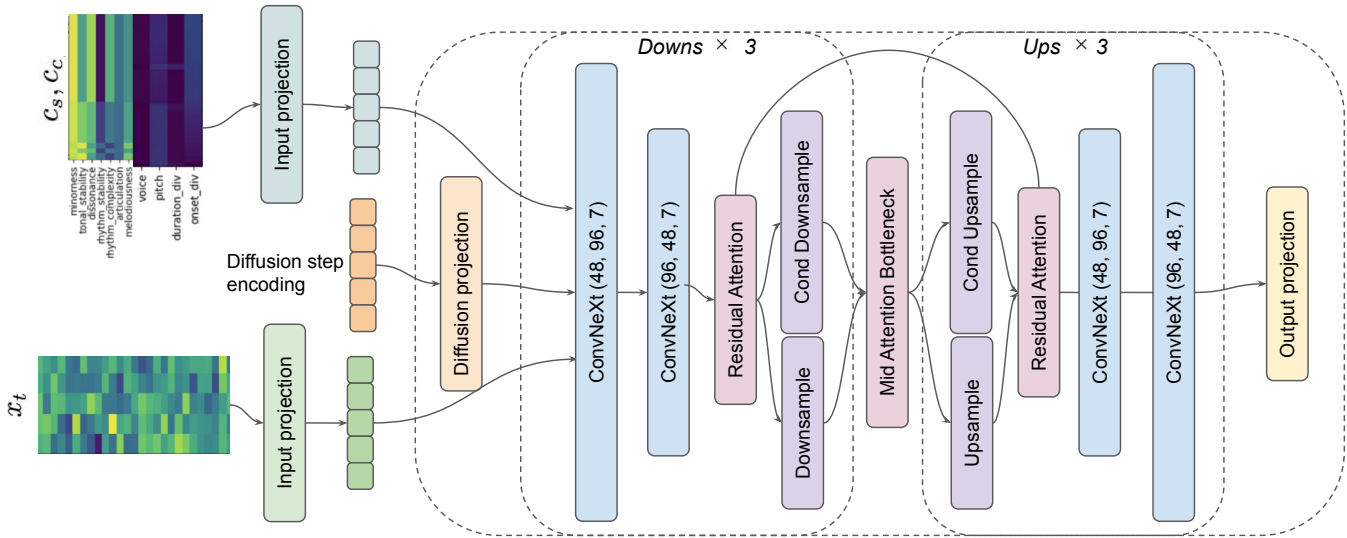 Downs × 3
Ups × 3
c_s, c_c
Input projection
minorness
tonal_stability
dissonance
rhythm_stability
rhythm_complexity
articulation
melodiousness
voice
pitch
duration_div
onset_div
Diffusion step
encoding
Diffusion projection
x_t
Input projection
ConvNeXt (48, 96, 7)
ConvNeXt (96, 48, 7)
Residual Attention
Cond Downsample
Downsample
Mid Attention Bottleneck
Cond Upsample
Upsample
Residual Attention
ConvNeXt (48, 96, 7)
ConvNeXt (96, 48, 7)
Output projection